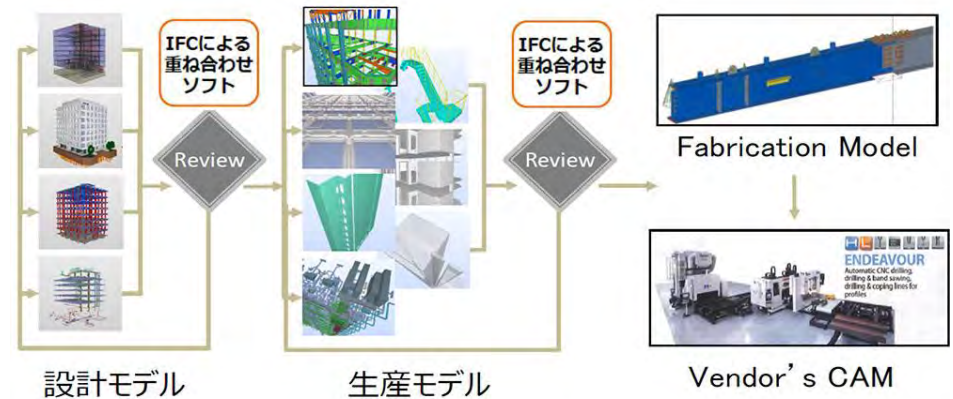 IFCによる
重ね合わせ
ソフト
Review
設計モデル
IFCによる
重ね合わせ
ソフト
Review
生産モデル
Fabrication Model
ENDEAVOUR
Automatic CNC drilling,
drilling & band sawing,
drilling & coping lines for
profiles
Vendor's CAM